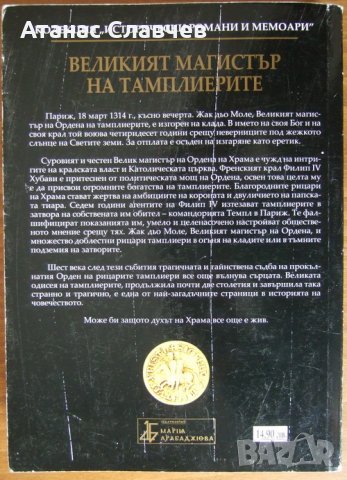 Атанас Славчев
"ИСТОРИЧЕСКИ РОМАНИ И МЕМОАРИ"
ВЕЛИКИЯТ МАГИСТЪР
НА ТАМПЛИЕРИТЕ
Париж, 18 март 1314 г., късно вечерта. Жак дьо Моле, Великият магис-
тър на Ордена на тамплиерите, е изгорен на клада. В името на своя Бог и на
своя крал той воюва четиридесет години срещу неверниците под жежкото
слънце на Светите земи. За отплата е осъден на изгаряне като еретик.
Суровият и честен Велик магистър на Ордена на Храма е чужд на интри-
гите на кралската власт и Католическата църква. Френският крал Филип IV
Хубави е притеснен от политическата мощ на Ордена, освен това цели му
да присвои огромните богатства на тамплиерите. Благородните рицари
на Храма стават жертва на амбициите на короната и двуличието на папска-
та курия. Седем години агентите на Филип IV изтезават тамплиерите в
затвора на собствената им обител – командорията Темпъл в Париж. Те фал-
шифицират показанията им, умело и целенасочено настройват обществе-
ното мнение срещу тях. Жак дьо Моле, Великият магистър на Ордена, и
множество доблестни рицари тамплиери в огъня на кладите или в тъмните
подземия на затворите.
Шест века след тези събития трагичната и тайнствена съдба на прокъл-
натия Орден на рицарите тамплиери все още вълнува сърцата. Великата
одисея на тамплиерите, продължила почти две столетия и завършила така
странно и трагично, е една от най-загадъчните страници в историята на
човечеството.
Може би защото духът на Храма все още е жив.
МАРИЯ
АРАБАДЖИЕВА
14,90 лв.
Bazar